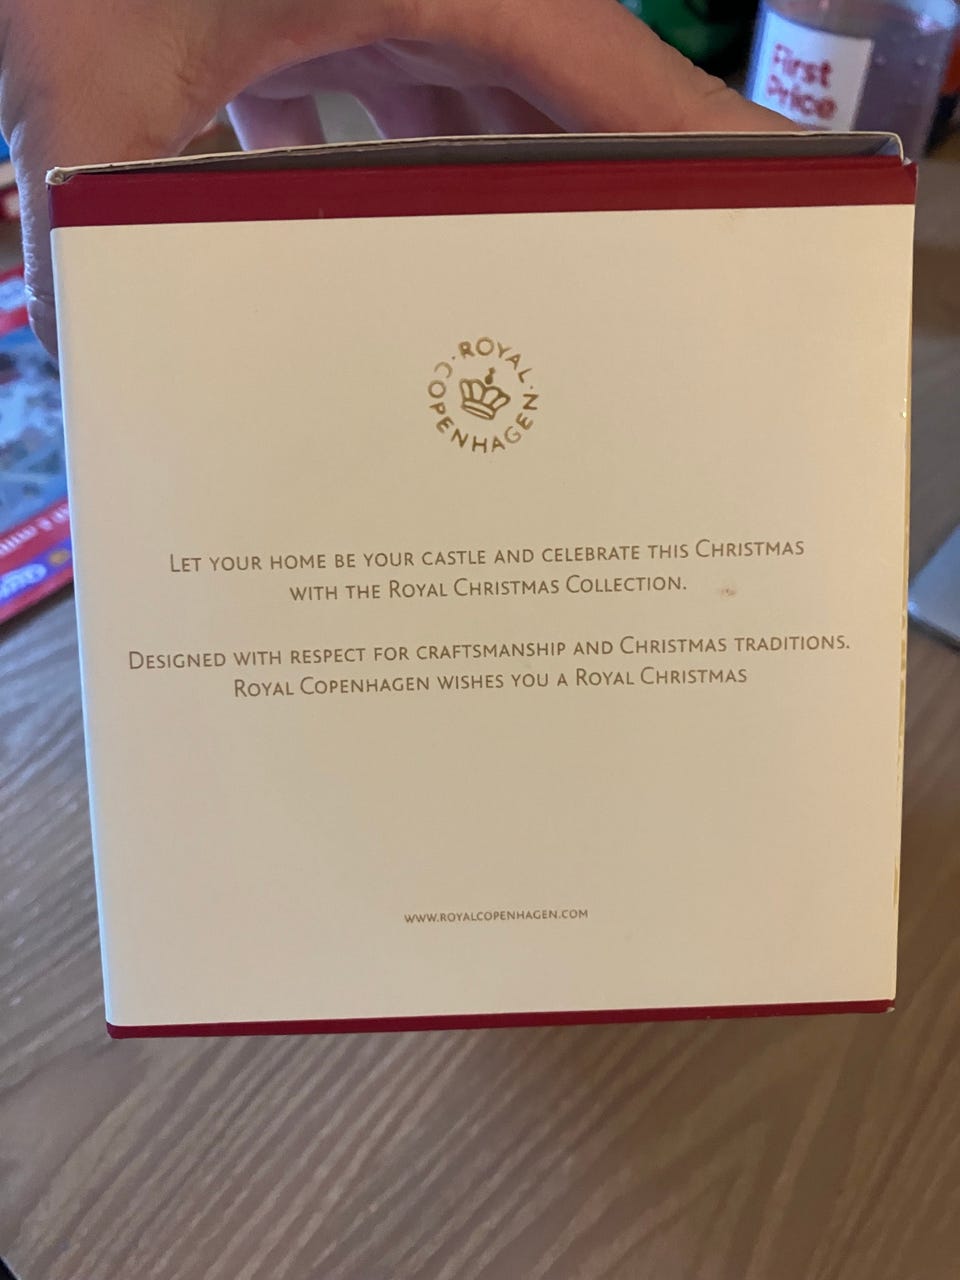 First
Price
ROYAL · COPENHAGEN ·
LET YOUR HOME BE YOUR CASTLE AND CELEBRATE THIS CHRISTMAS
WITH THE ROYAL CHRISTMAS COLLECTION.
DESIGNED WITH RESPECT FOR CRAFTSMANSHIP AND CHRISTMAS TRADITIONS.
ROYAL COPENHAGEN WISHES YOU A ROYAL CHRISTMAS
WWW.ROYALCOPENHAGEN.COM